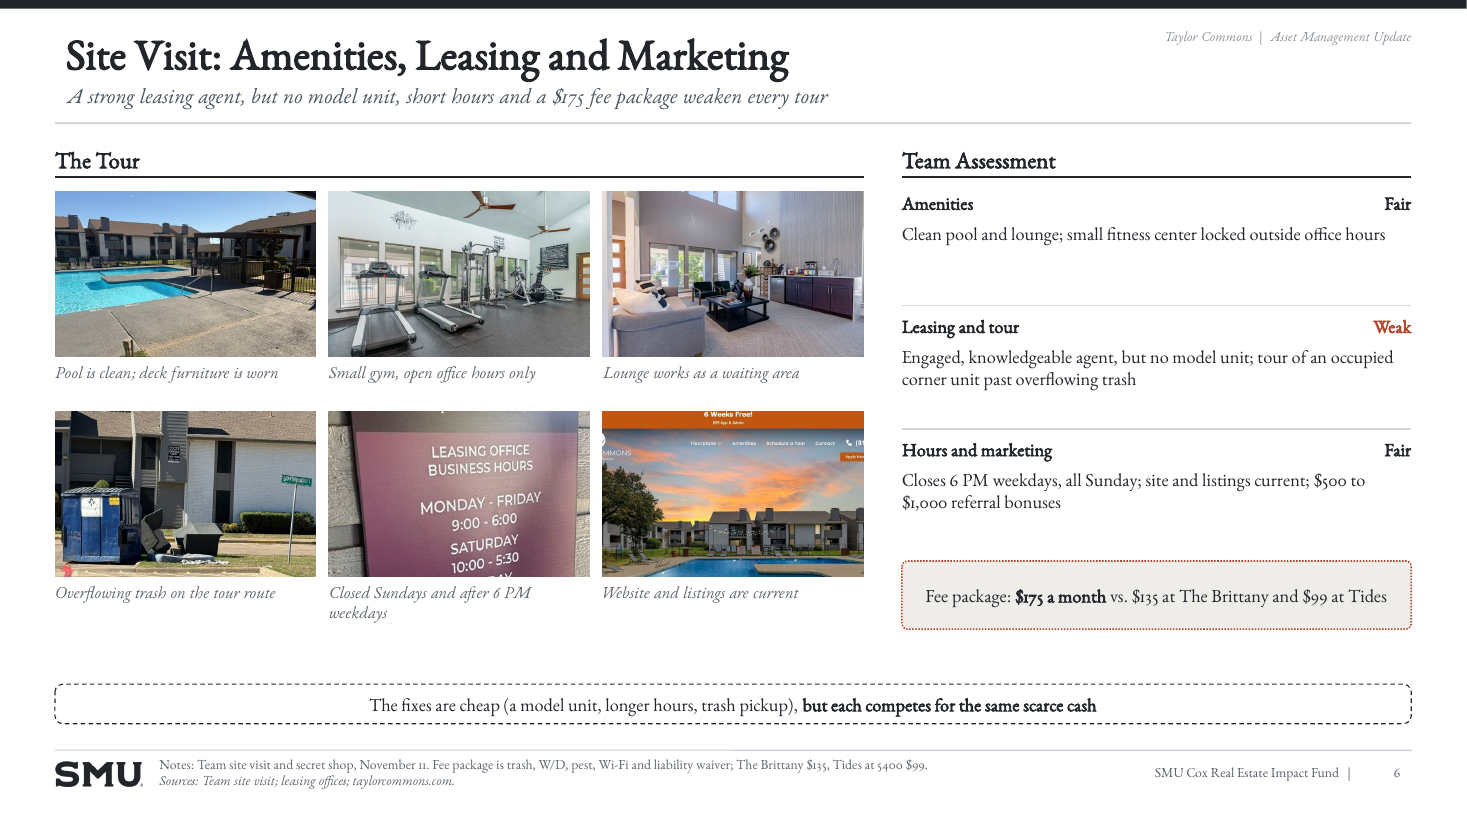 Taylor Commons | Asset Management Update
Site Visit: Amenities, Leasing and Marketing
A strong leasing agent, but no model unit, short hours and a $175 fee package weaken every tour
The Tour
Pool is clean; deck furniture is worn
Small gym, open office hours only
Lounge works as a waiting area
LEASING OFFICE
BUSINESS HOURS
MONDAY - FRIDAY
9:00 - 6:00
SATURDAY
10:00 - 5:30
6 Weeks Free!
$99 App & Admin
Floorplans Amenities Schedule a Tour Contact
MMONS
Overflowing trash on the tour route
Closed Sundays and after 6 PM
weekdays
Website and listings are current
Team Assessment
Amenities Fair
Clean pool and lounge; small fitness center locked outside office hours
Leasing and tour Weak
Engaged, knowledgeable agent, but no model unit; tour of an occupied
corner unit past overflowing trash
Hours and marketing Fair
Closes 6 PM weekdays, all Sunday; site and listings current; $500 to
$1,000 referral bonuses
Fee package: $175 a month vs. $135 at The Brittany and $99 at Tides
The fixes are cheap (a model unit, longer hours, trash pickup), but each competes for the same scarce cash
SMU
Notes: Team site visit and secret shop, November 11. Fee package is trash, W/D, pest, Wi-Fi and liability waiver; The Brittany $135, Tides at 5400 $99.
Sources: Team site visit; leasing offices; taylorcommons.com.
SMU Cox Real Estate Impact Fund | 6